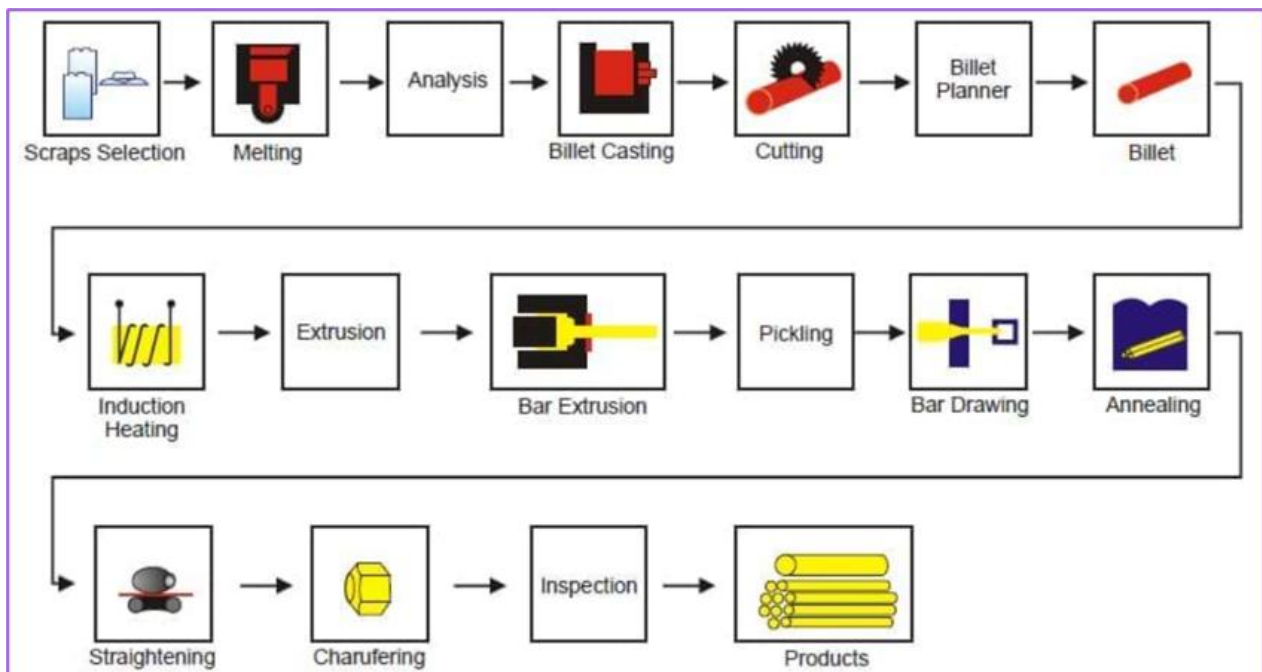 Scraps Selection
Melting
Analysis
Billet Casting
Cutting
Billet
Planner
Billet
Induction
Heating
Extrusion
Bar Extrusion
Pickling
Bar Drawing
Annealing
Straightening
Charufering
Inspection
Products